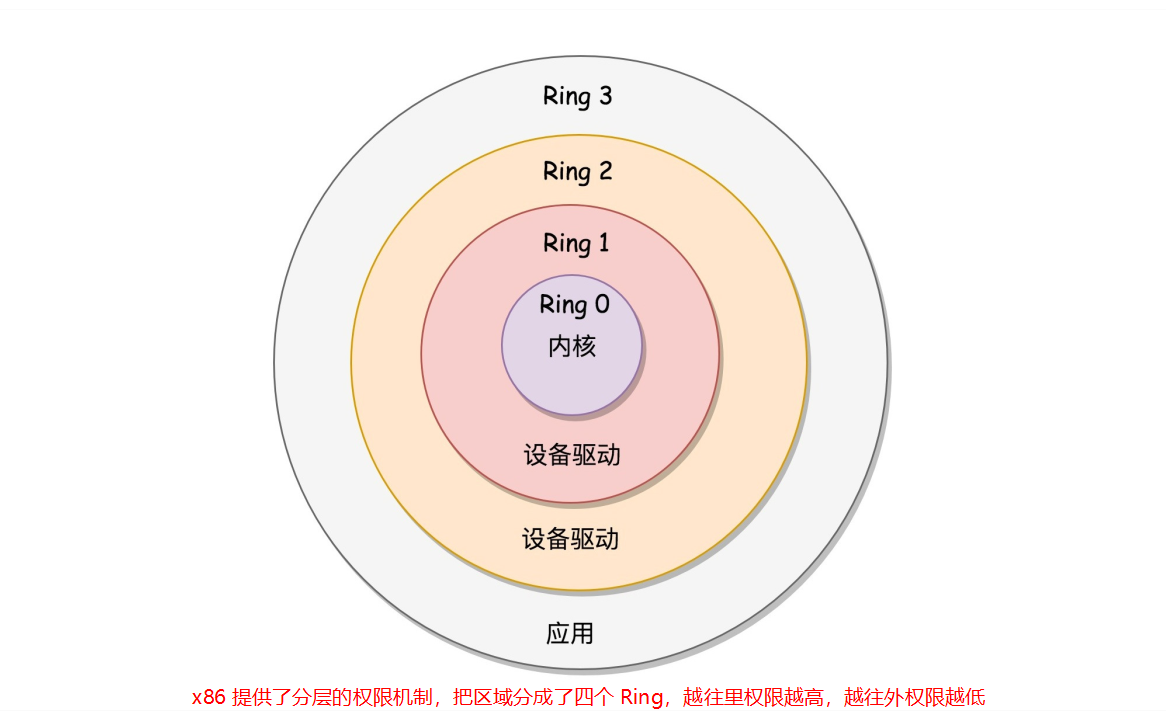 Ring 3
Ring 2
Ring 1
Ring 0
内核
设备驱动
设备驱动
应用
x86 提供了分层的权限机制，把区域分成了四个 Ring，越往里权限越高，越往外权限越低